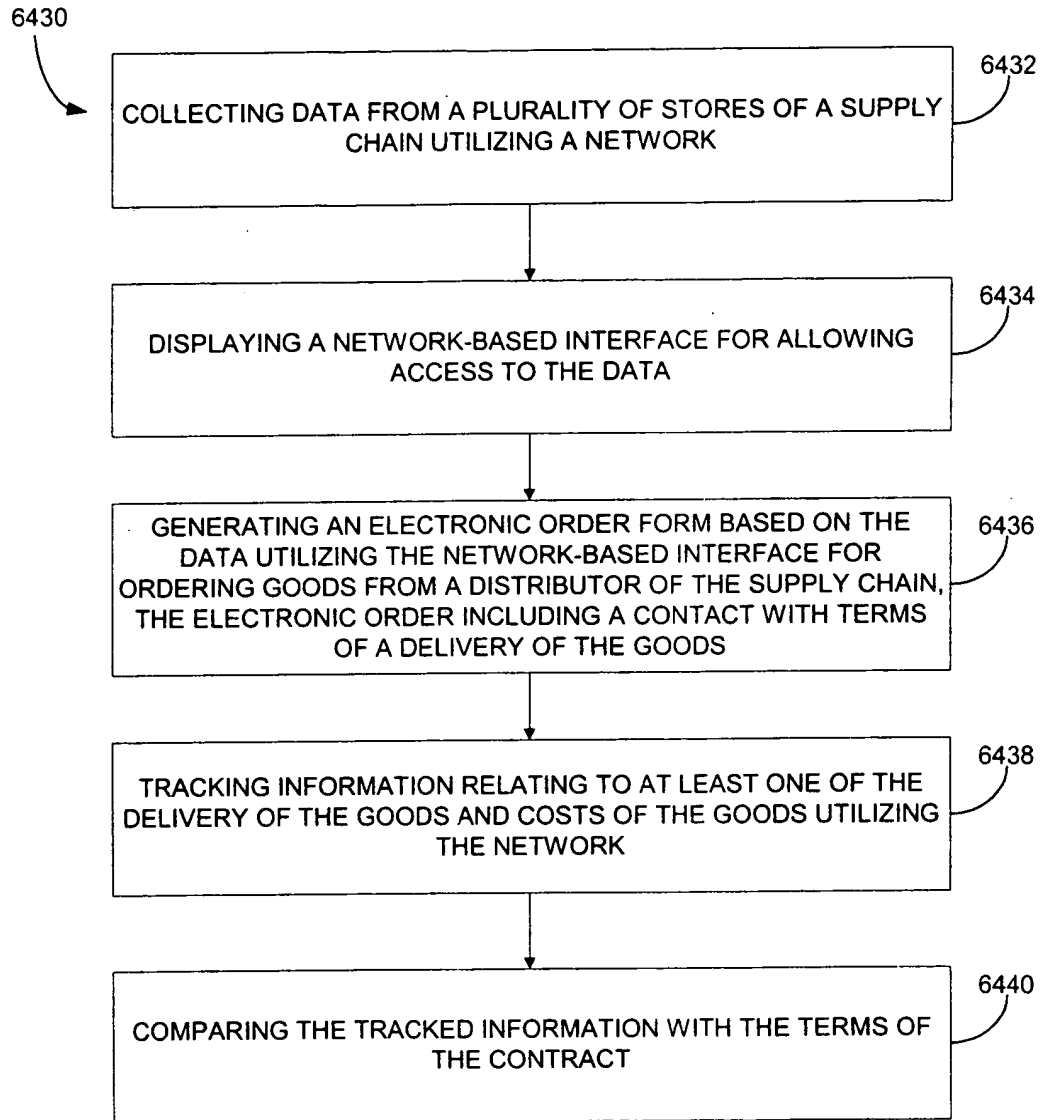 6430
6432
COLLECTING DATA FROM A PLURALITY OF STORES OF A SUPPLY
CHAIN UTILIZING A NETWORK
6434
DISPLAYING A NETWORK-BASED INTERFACE FOR ALLOWING
ACCESS TO THE DATA
6436
GENERATING AN ELECTRONIC ORDER FORM BASED ON THE
DATA UTILIZING THE NETWORK-BASED INTERFACE FOR
ORDERING GOODS FROM A DISTRIBUTOR OF THE SUPPLY CHAIN,
THE ELECTRONIC ORDER INCLUDING A CONTACT WITH TERMS
OF A DELIVERY OF THE GOODS
6438
TRACKING INFORMATION RELATING TO AT LEAST ONE OF THE
DELIVERY OF THE GOODS AND COSTS OF THE GOODS UTILIZING
THE NETWORK
6440
COMPARING THE TRACKED INFORMATION WITH THE TERMS OF
THE CONTRACT